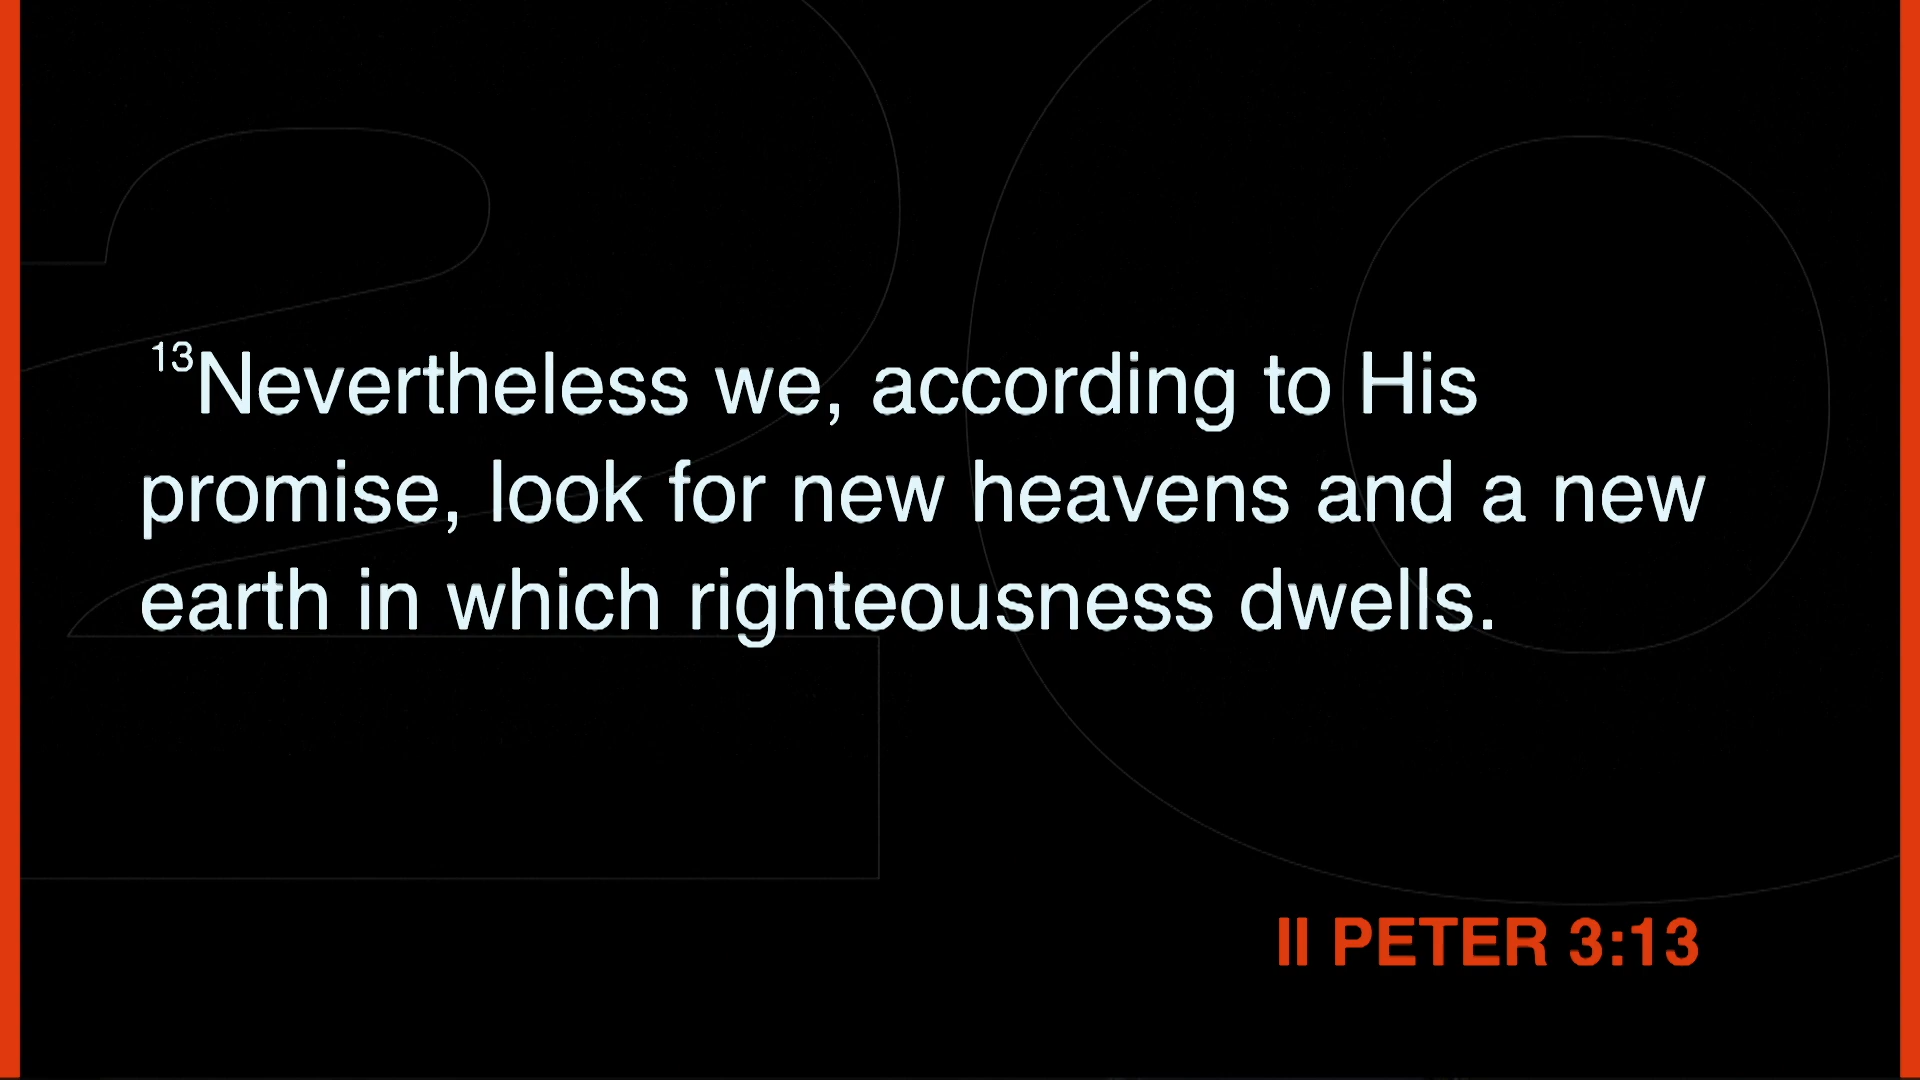 13Nevertheless we, according to His
promise, look for new heavens and a new
earth in which righteousness dwells.
II PETER 3:13
20